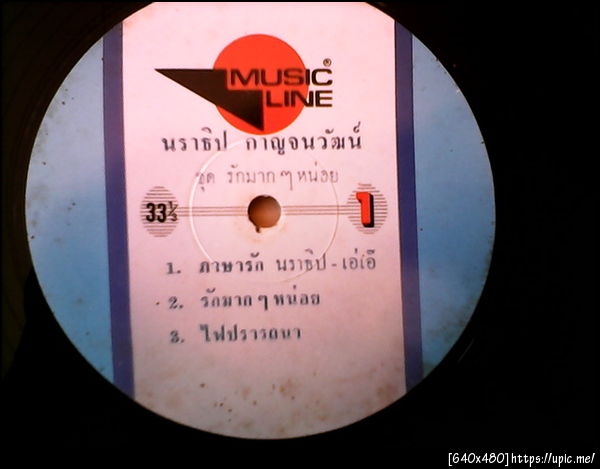 MUSIC®
LINE
นราธิป กาญจนวัฒน์
ชุด รักมาก ๆ หน่อย
33⅓ 1
1. ภาษารัก นราธิป - เอ๋เอ๊
2. รักมาก ๆ หน่อย
3. ไฟปรารถนา
[640x480]https://upic.me/